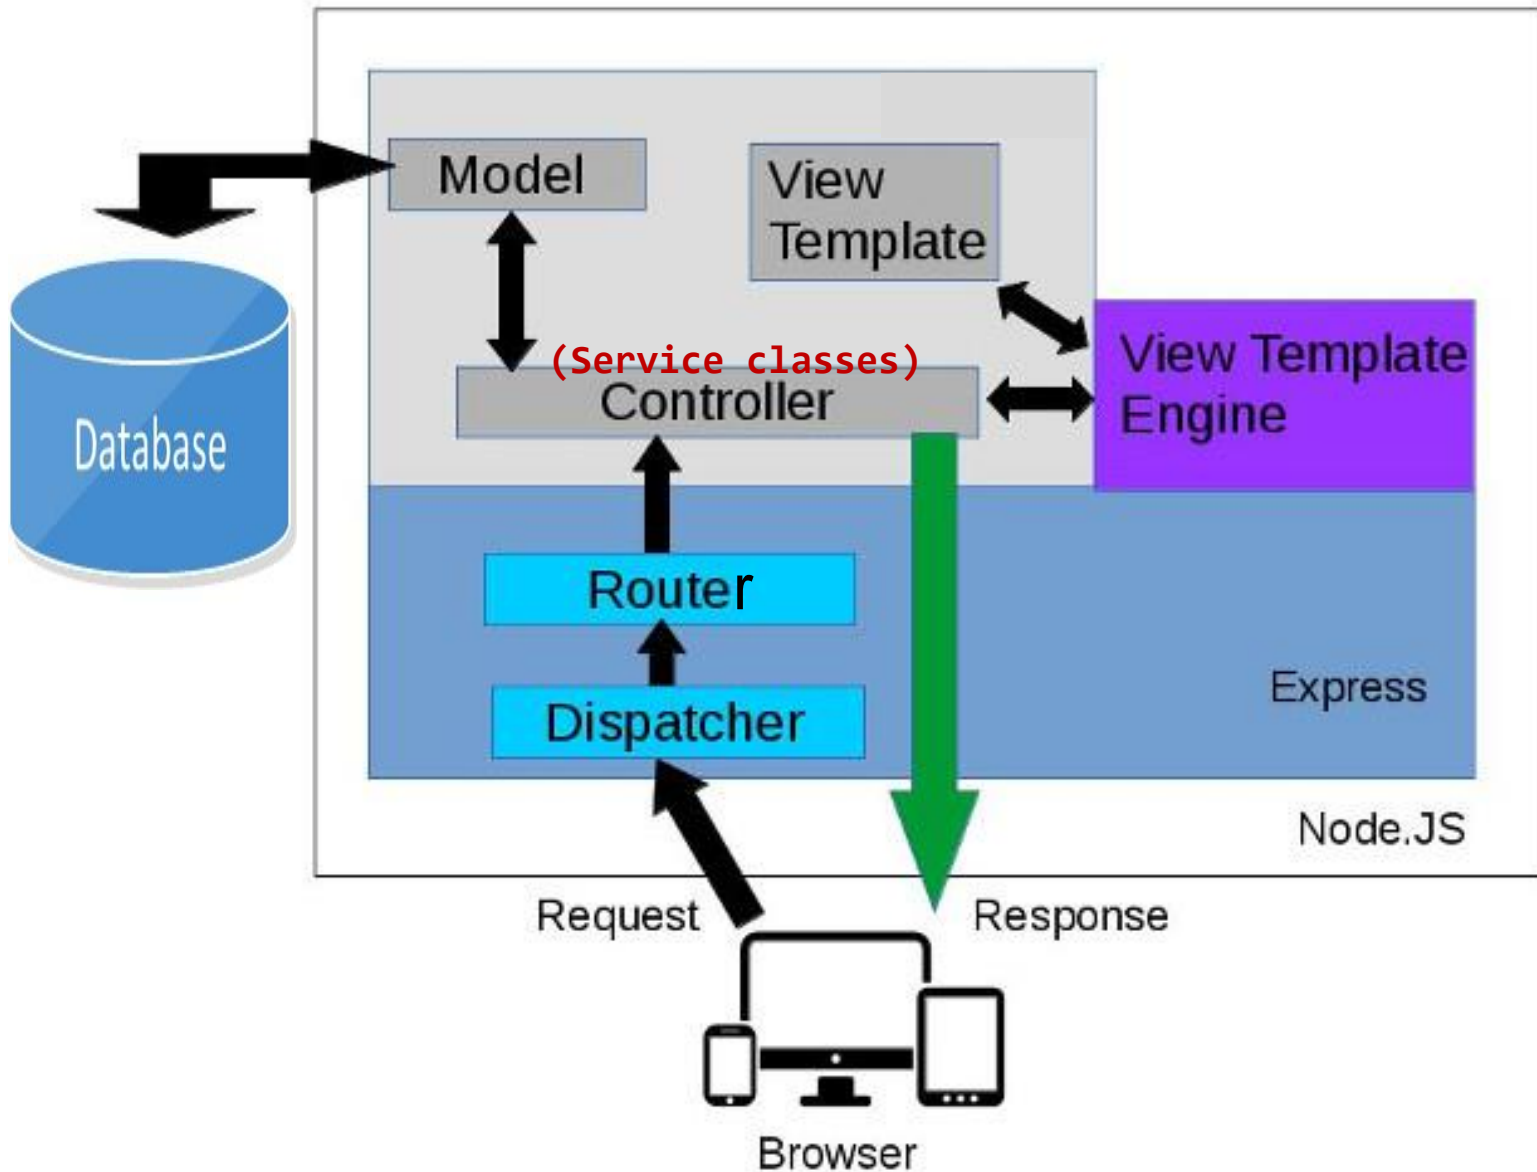 Model
View
Template
(Service classes)
Controller
View Template
Engine
Database
Router
Express
Dispatcher
Node.JS
Request
Response
Browser